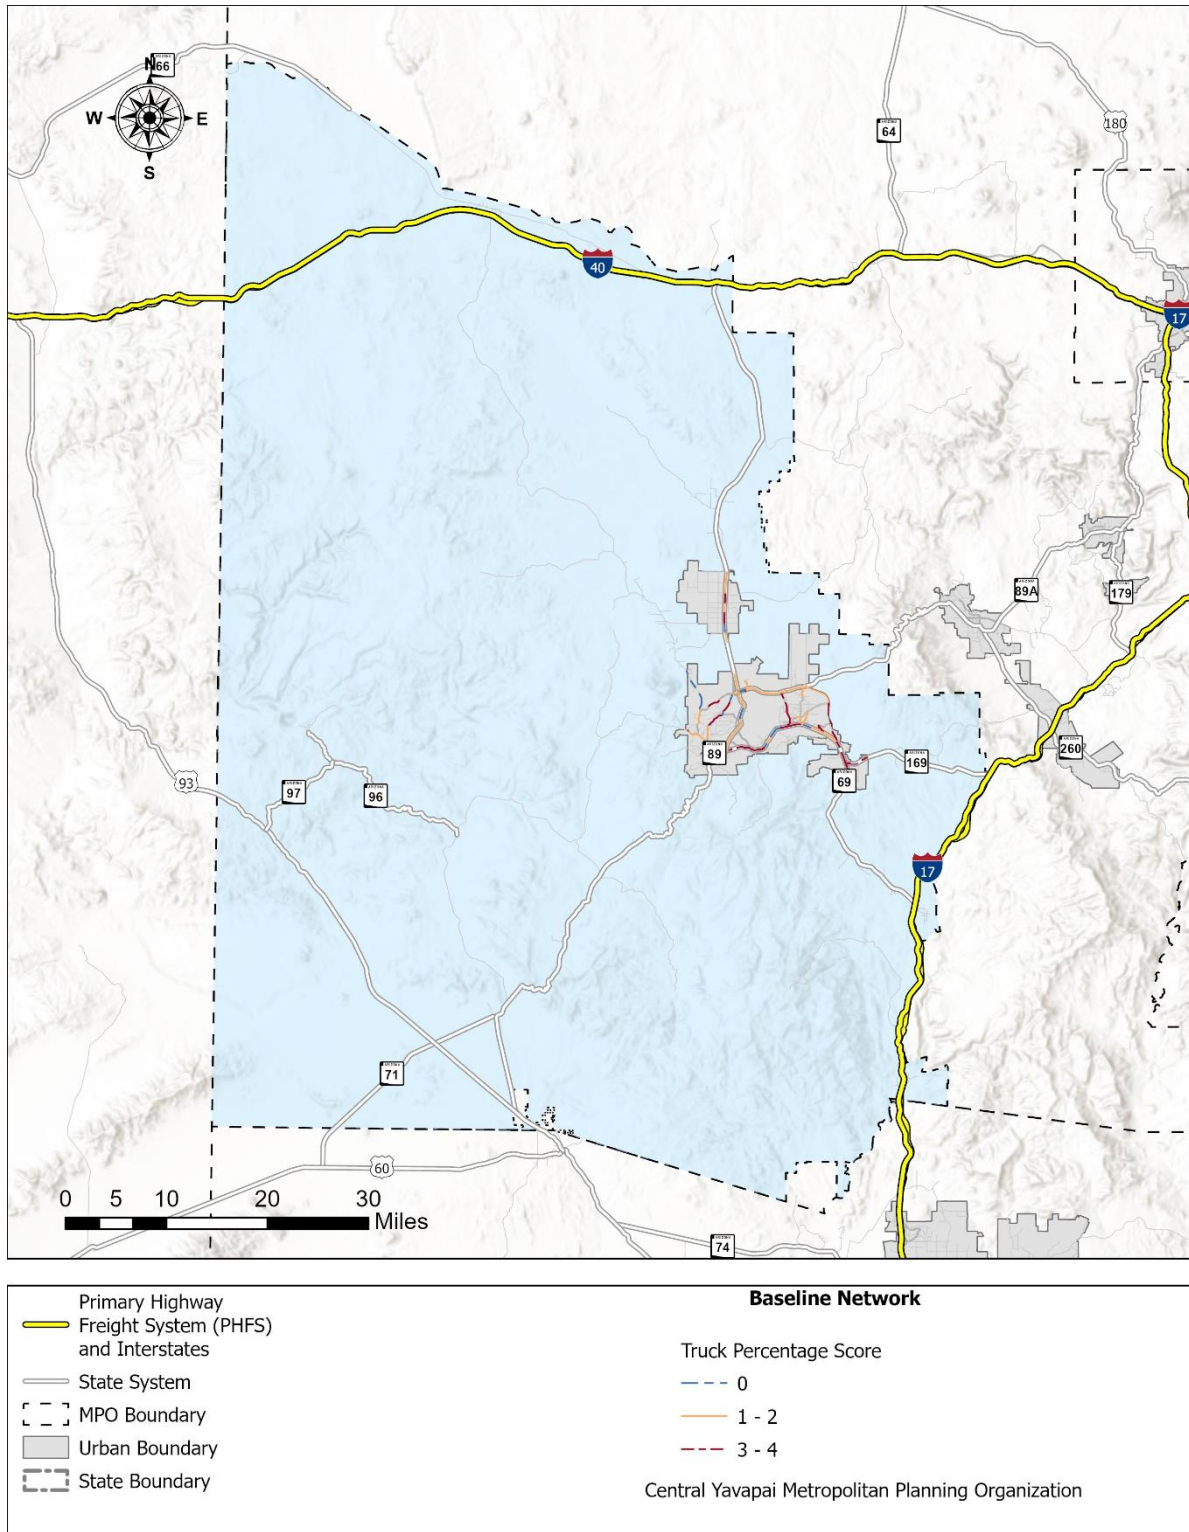 N
66
W
E
S
64
180
40
17
89A
179
89
169
260
69
93
97
96
17
71
60
0 5 10 20 30
Miles
74
Primary Highway
Freight System (PHFS)
and Interstates
State System
MPO Boundary
Urban Boundary
State Boundary
Baseline Network
Truck Percentage Score
0
1 - 2
3 - 4
Central Yavapai Metropolitan Planning Organization